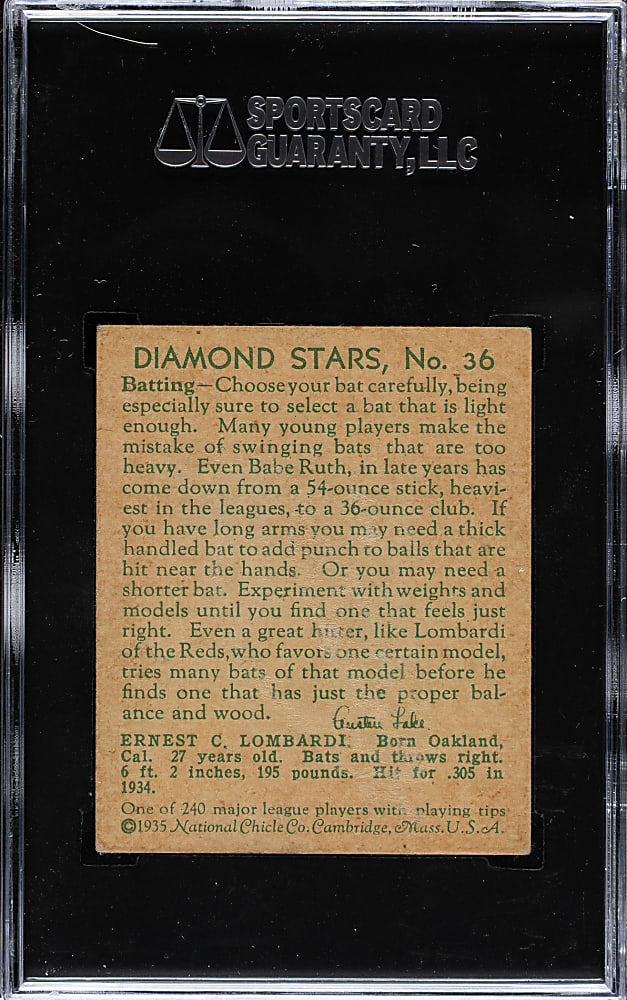 SPORTSCARD
GUARANTY, LLC
DIAMOND STARS, No. 36
Batting—Choose your bat carefully, being
especially sure to select a bat that is light
enough. Many young players make the
mistake of swinging bats that are too
heavy. Even Babe Ruth, in late years has
come down from a 54-ounce stick, heavi-
est in the leagues, to a 36-ounce club. If
you have long arms you may need a thick
handled bat to add punch to balls that are
hit near the hands. Or you may need a
shorter bat. Experiment with weights and
models until you find one that feels just
right. Even a great hitter, like Lombardi
of the Reds, who favors one certain model,
tries many bats of that model before he
finds one that has just the proper bal-
ance and wood.
Austen Lake
ERNEST C. LOMBARDI. Born Oakland,
Cal. 27 years old. Bats and throws right.
6 ft. 2 inches, 195 pounds. Hit for .305 in
1934.
One of 240 major league players with playing tips
©1935 National Chicle Co. Cambridge, Mass. U.S.A.